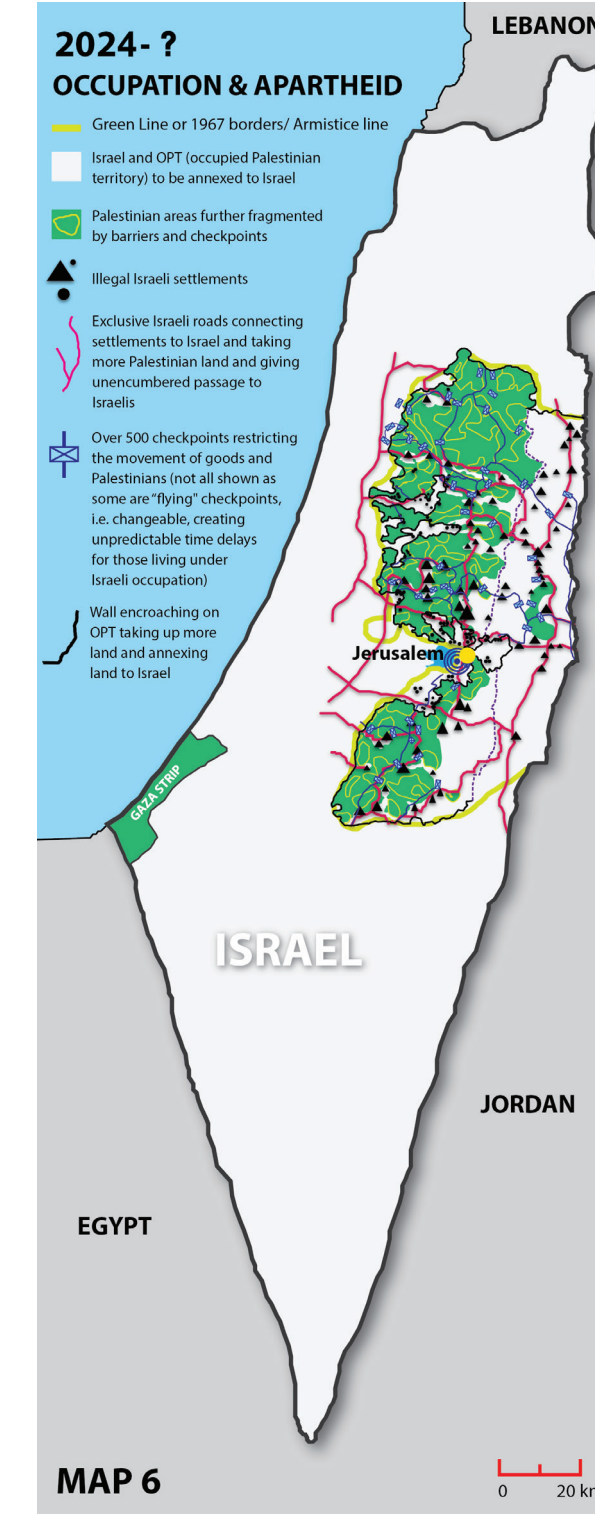 2024- ?
OCCUPATION & APARTHEID
Green Line or 1967 borders/ Armistice line
Israel and OPT (occupied Palestinian
territory) to be annexed to Israel
Palestinian areas further fragmented
by barriers and checkpoints
Illegal Israeli settlements
Exclusive Israeli roads connecting
settlements to Israel and taking
more Palestinian land and giving
unencumbered passage to
Israelis
Over 500 checkpoints restricting
the movement of goods and
Palestinians (not all shown as
some are “flying” checkpoints,
i.e. changeable, creating
unpredictable time delays
for those living under
Israeli occupation)
Wall encroaching on
OPT taking up more
land and annexing
land to Israel
LEBANON
Jerusalem
GAZA STRIP
ISRAEL
JORDAN
EGYPT
MAP 6
0 20 km